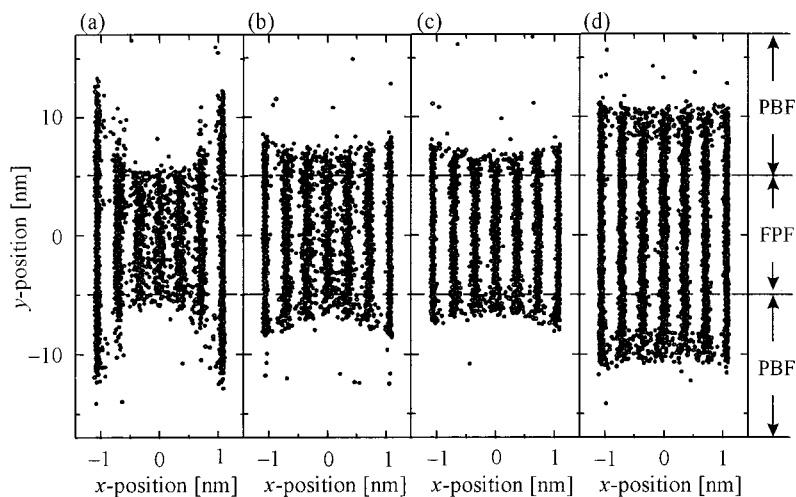 (a) (b) (c) (d)
10
0
−10
y-position [nm]
PBF
FPF
PBF
−1 0 1 −1 0 1 −1 0 1 −1 0 1
x-position [nm] x-position [nm] x-position [nm] x-position [nm]